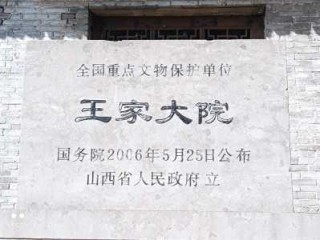 全国重点文物保护单位
王家大院
国务院2006年5月25日公布
山西省人民政府 立